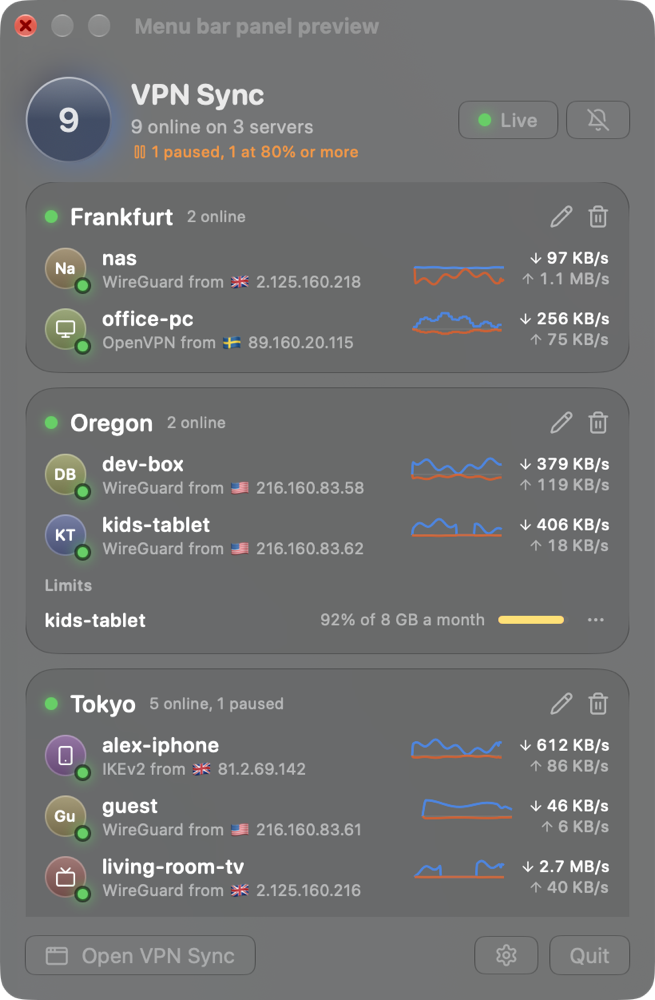 Menu bar panel preview
9
VPN Sync
9 online on 3 servers
1 paused, 1 at 80% or more
Live
Frankfurt 2 online
Na
nas
WireGuard from 🇬🇧 2.125.160.218
↓ 97 KB/s
↑ 1.1 MB/s
office-pc
OpenVPN from 🇸🇪 89.160.20.115
↓ 256 KB/s
↑ 75 KB/s
Oregon 2 online
DB
dev-box
WireGuard from 🇺🇸 216.160.83.58
↓ 379 KB/s
↑ 119 KB/s
KT
kids-tablet
WireGuard from 🇺🇸 216.160.83.62
↓ 406 KB/s
↑ 18 KB/s
Limits
kids-tablet 92% of 8 GB a month ...
Tokyo 5 online, 1 paused
alex-iphone
IKEv2 from 🇬🇧 81.2.69.142
↓ 612 KB/s
↑ 86 KB/s
Gu
guest
WireGuard from 🇺🇸 216.160.83.61
↓ 46 KB/s
↑ 6 KB/s
living-room-tv
WireGuard from 🇬🇧 2.125.160.216
↓ 2.7 MB/s
↑ 40 KB/s
Open VPN Sync
Quit